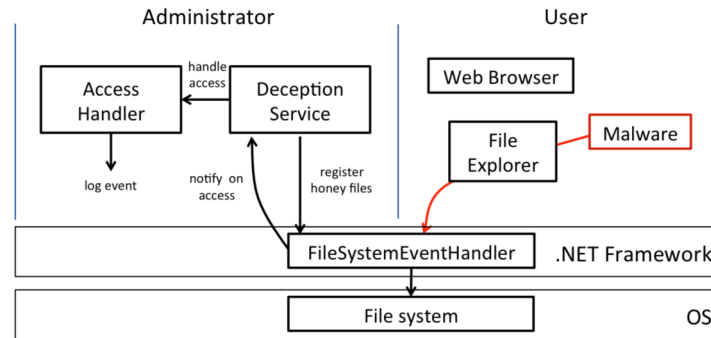 Administrator
User
Access
Handler
handle
access
Deception
Service
Web Browser
File
Explorer
Malware
log event
notify on
access
register
honey files
FileSystemEventHandler
.NET Framework
File system
OS